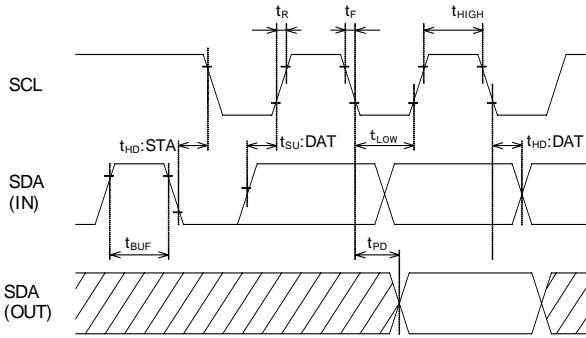 tR tF tHIGH
SCL
tHD:STA tSU:DAT tLOW tHD:DAT
SDA
(IN)
tBUF tPD
SDA
(OUT)